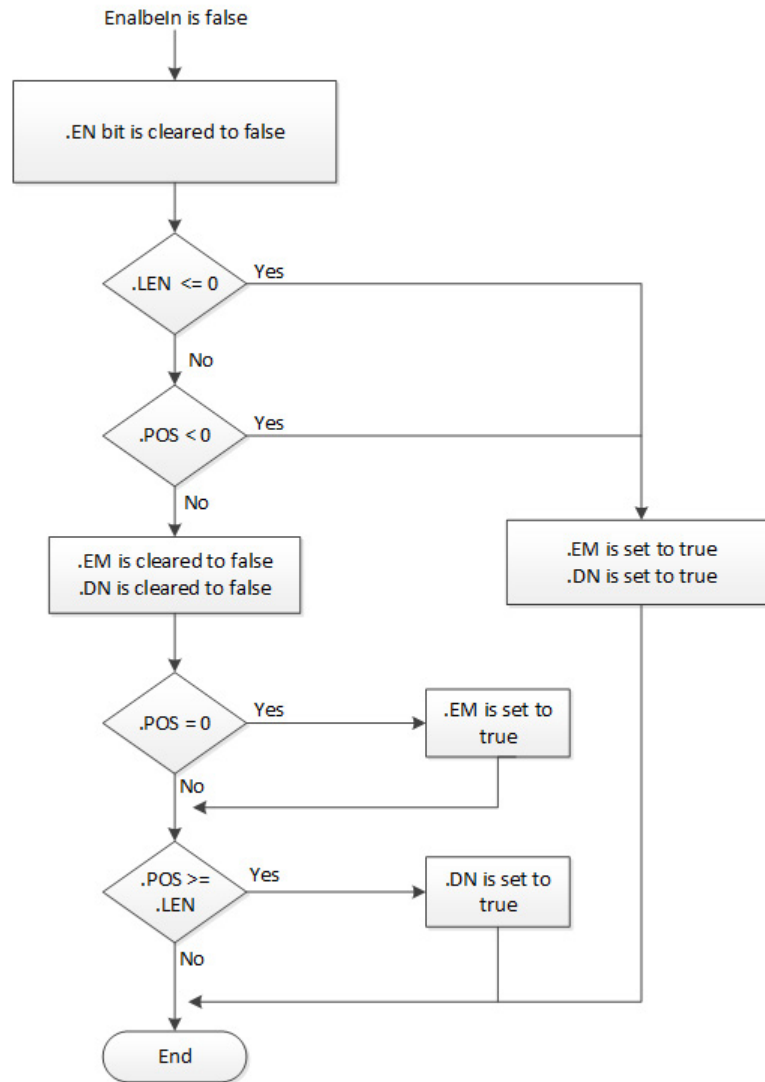 EnalbeIn is false
.EN bit is cleared to false
.LEN <= 0
Yes
No
.POS < 0
Yes
No
.EM is cleared to false
.DN is cleared to false
.EM is set to true
.DN is set to true
.POS = 0
Yes
.EM is set to
true
No
.POS >=
.LEN
Yes
.DN is set to
true
No
End